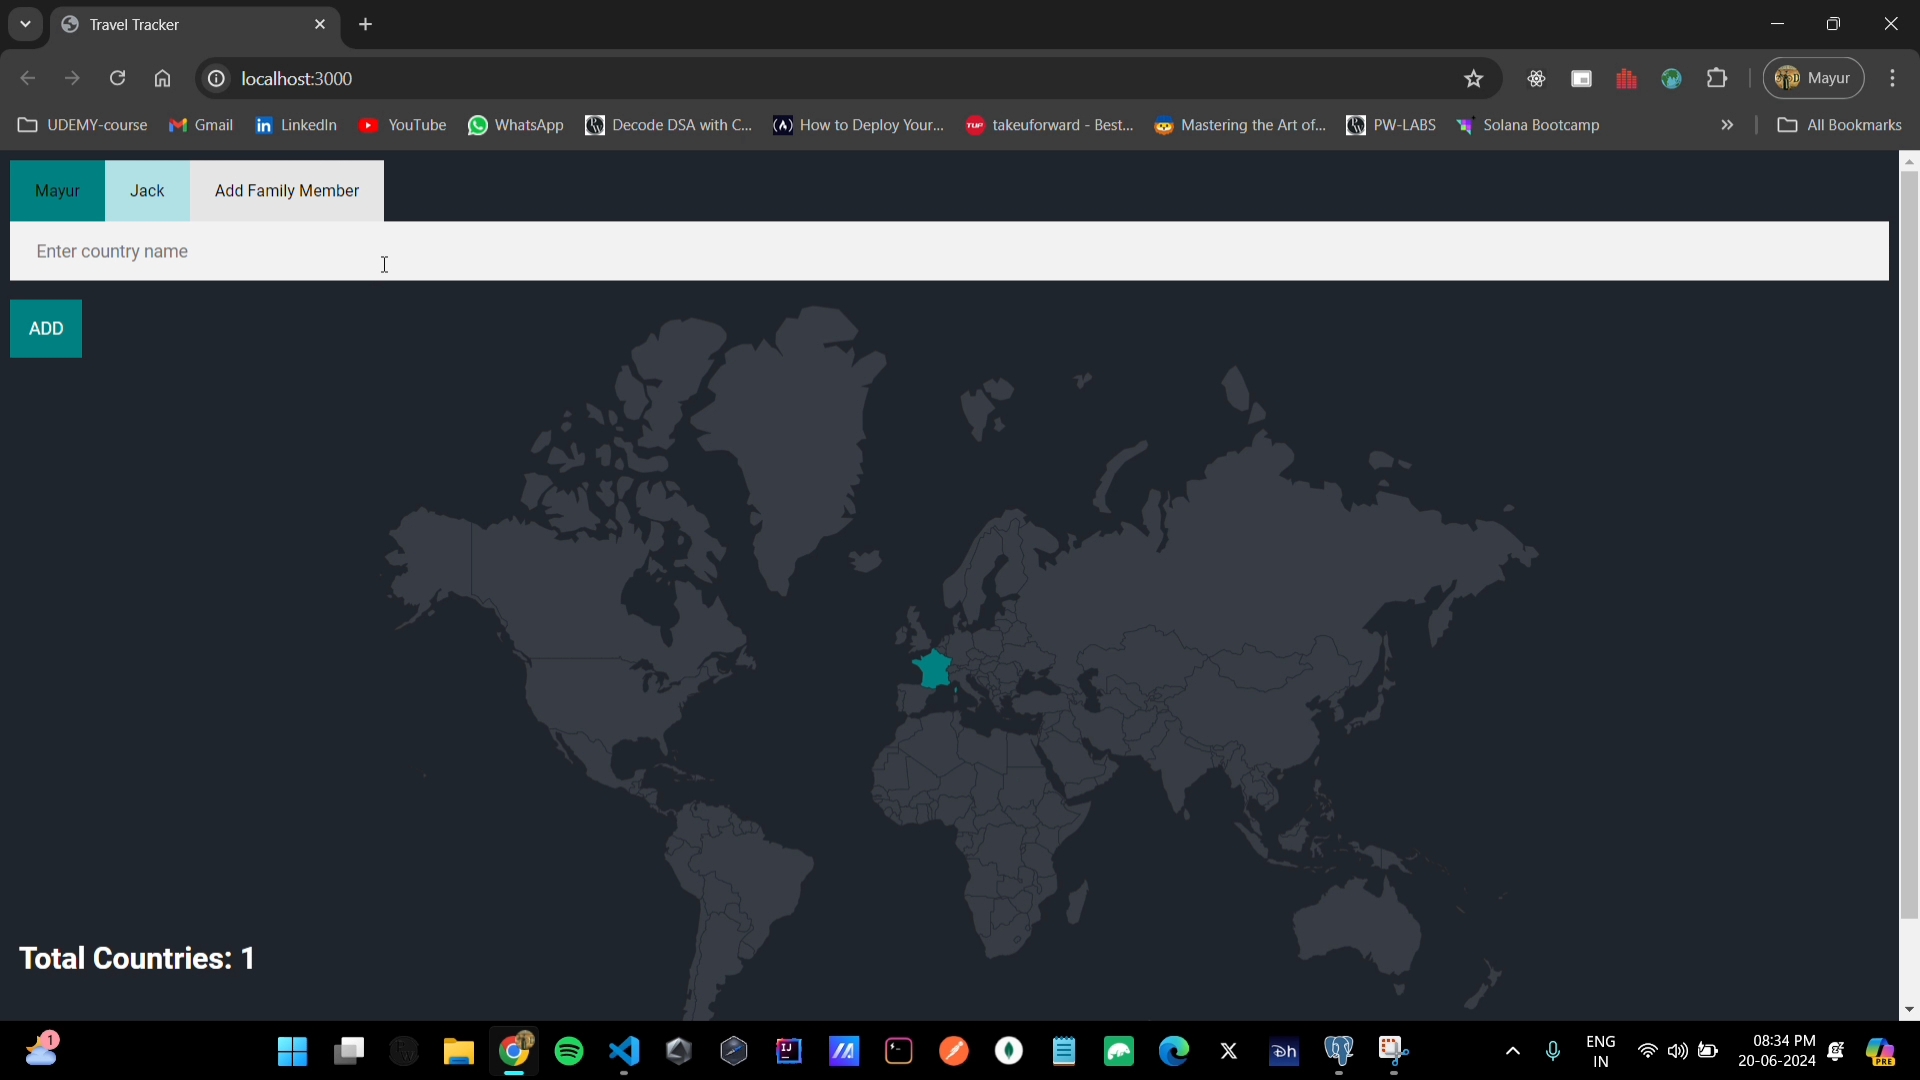 Travel Tracker
localhost:3000
Mayur
UDEMY-course
Gmail
LinkedIn
YouTube
WhatsApp
Decode DSA with C...
How to Deploy Your...
takeuforward - Best...
Mastering the Art of...
PW-LABS
Solana Bootcamp
All Bookmarks
Mayur
Jack
Add Family Member
Enter country name
ADD
Total Countries: 1
1
ENG
IN
08:34 PM
20-06-2024
PRE